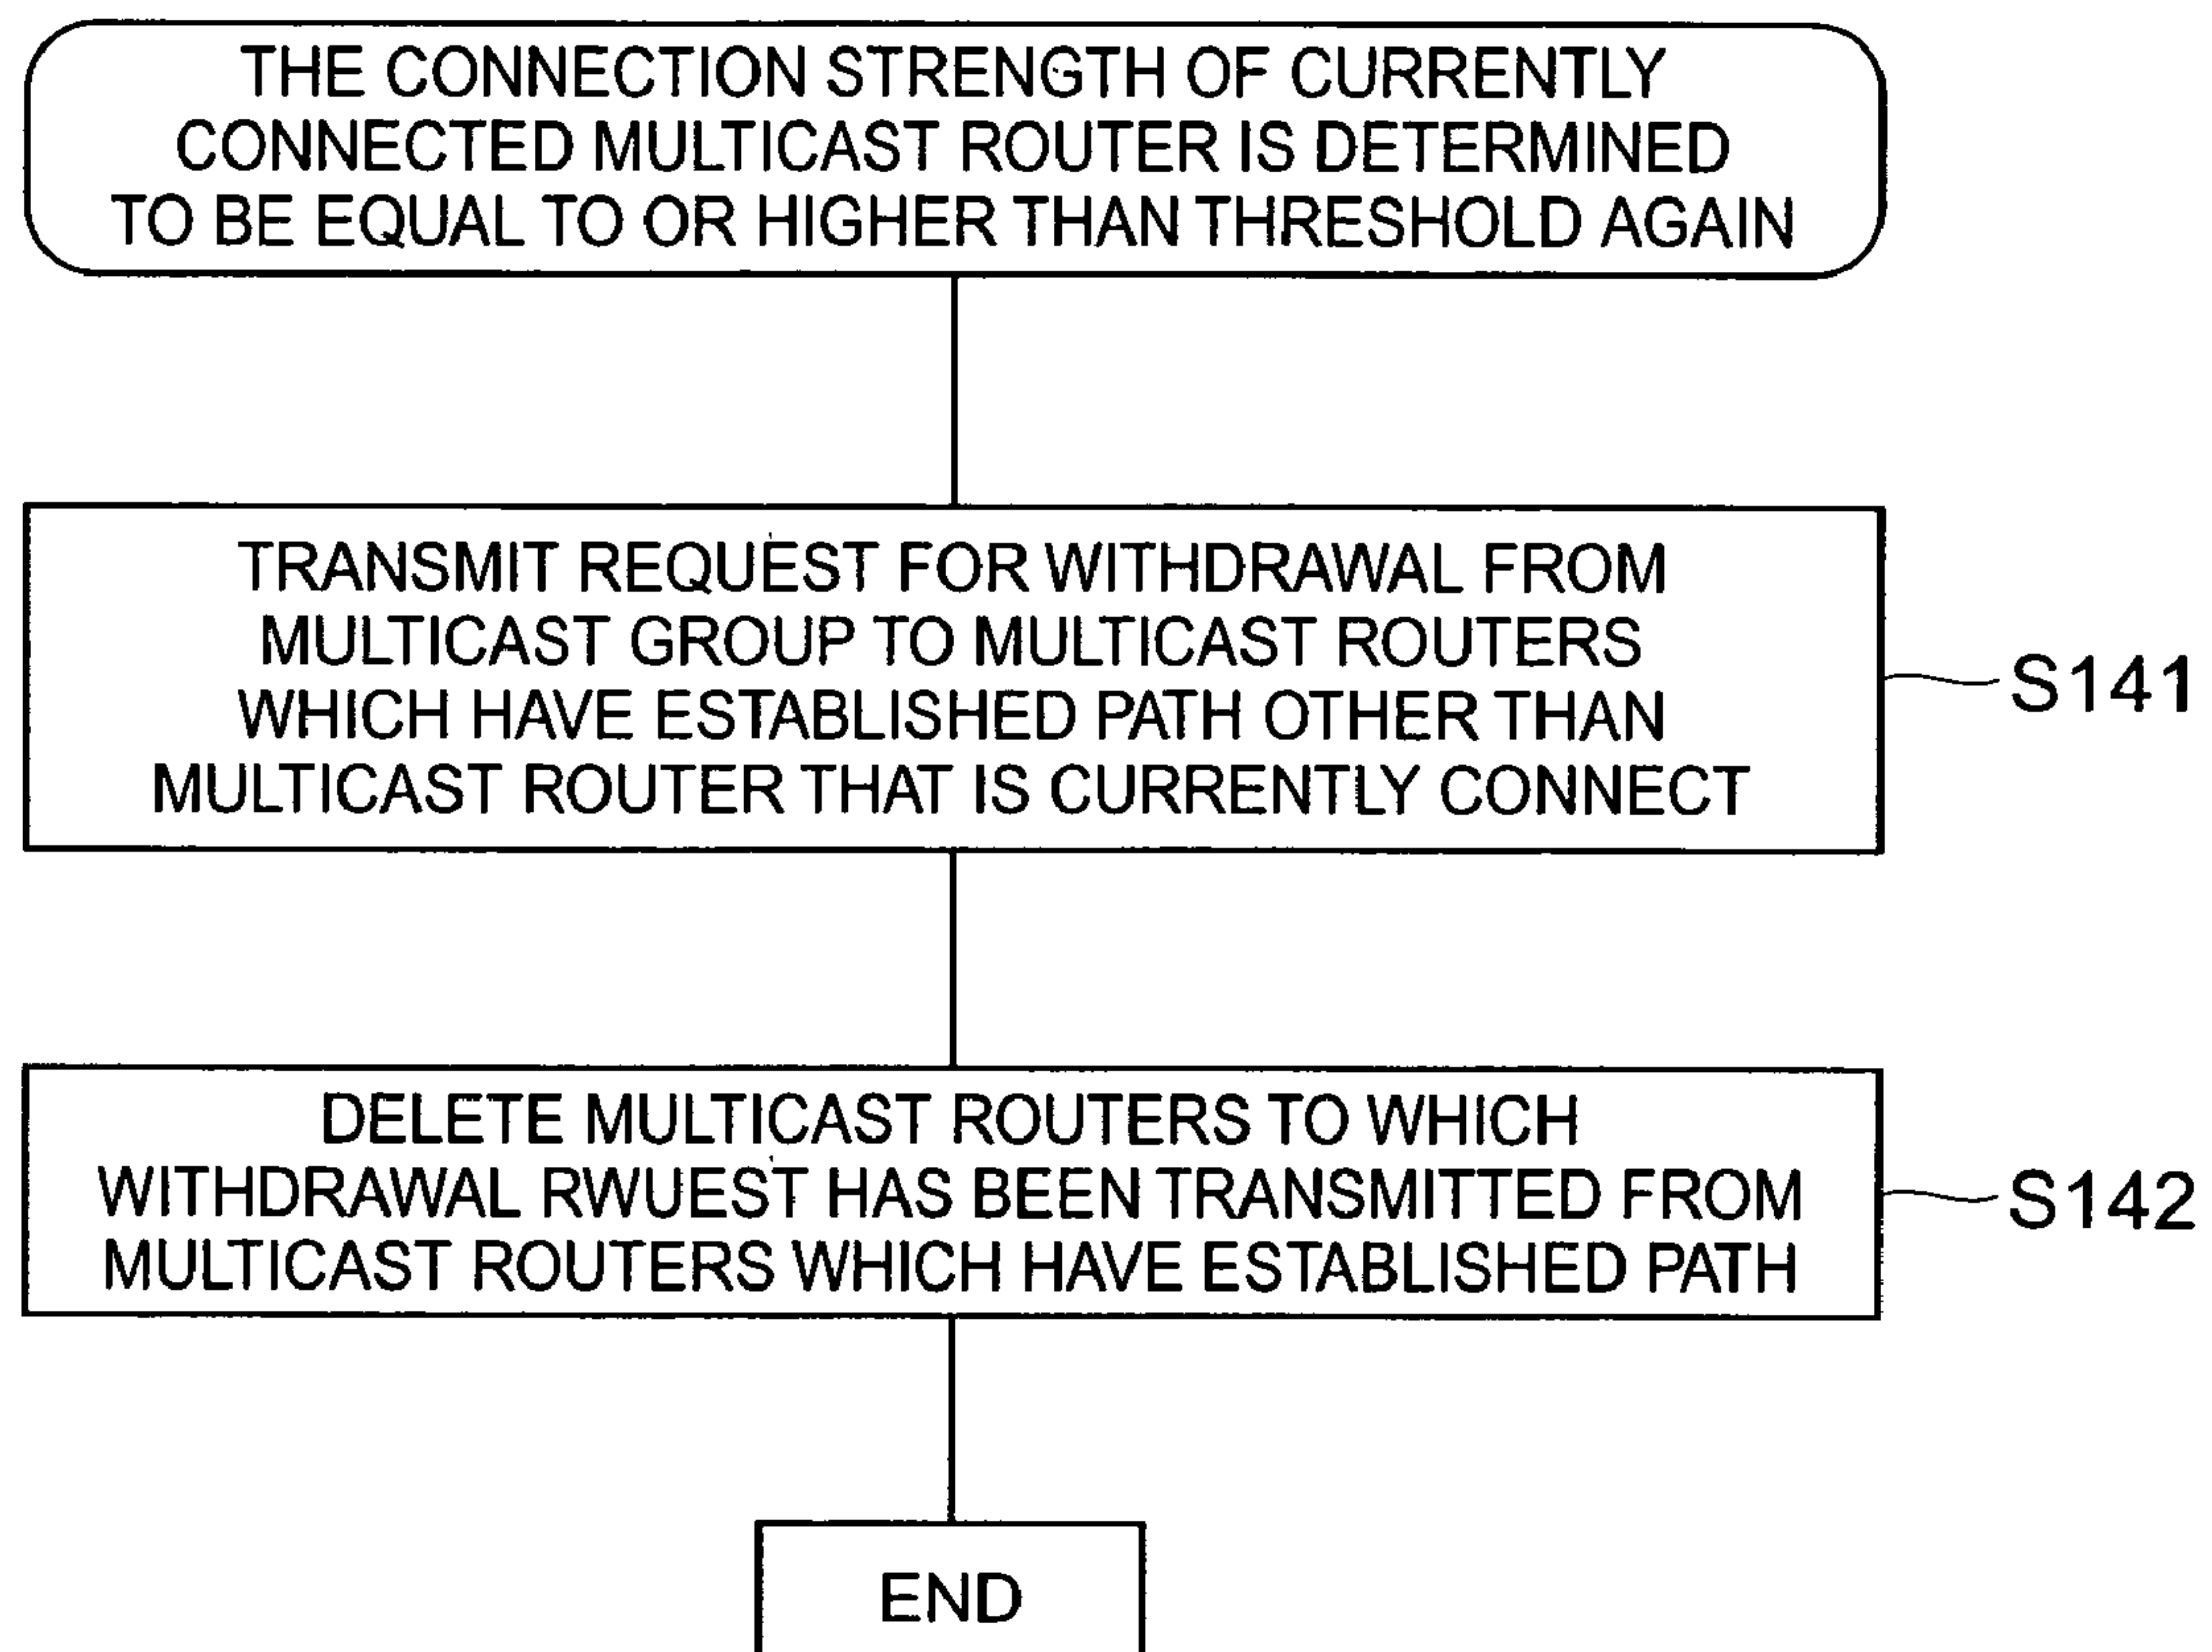 THE CONNECTION STRENGTH OF CURRENTLY
CONNECTED MULTICAST ROUTER IS DETERMINED
TO BE EQUAL TO OR HIGHER THAN THRESHOLD AGAIN
TRANSMIT REQUEST FOR WITHDRAWAL FROM
MULTICAST GROUP TO MULTICAST ROUTERS
WHICH HAVE ESTABLISHED PATH OTHER THAN
MULTICAST ROUTER THAT IS CURRENTLY CONNECT
S141
DELETE MULTICAST ROUTERS TO WHICH
WITHDRAWAL RWUEST HAS BEEN TRANSMITTED FROM
MULTICAST ROUTERS WHICH HAVE ESTABLISHED PATH
S142
END